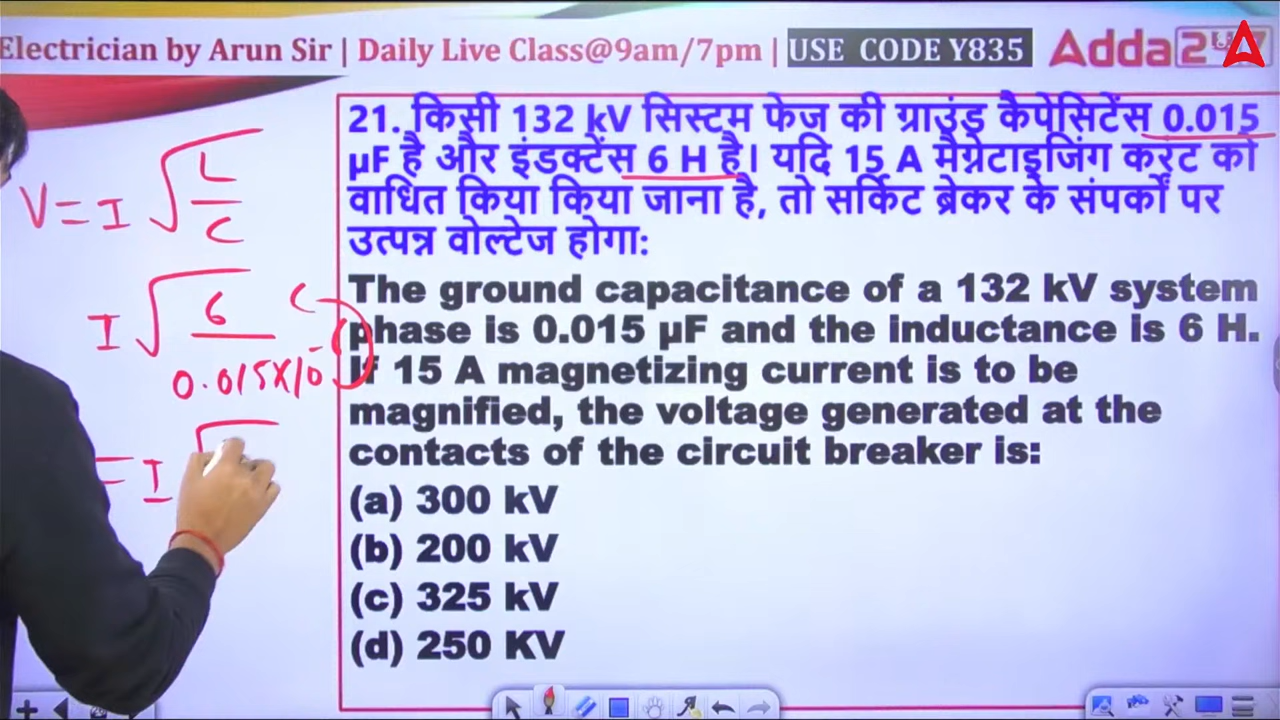 Electrician by Arun Sir | Daily Live Class@9am/7pm | USE CODE Y835 Adda247
21. किसी 132 kV सिस्टम फेज की ग्राउंड कैपेसिटेंस 0.015
µF है और इंडक्टेंस 6 H है। यदि 15 A मैग्नेटाइजिंग करंट को
वाधित किया किया जाना है, तो सर्किट ब्रेकर के संपर्कों पर
उत्पन्न वोल्टेज होगा:
The ground capacitance of a 132 kV system
phase is 0.015 µF and the inductance is 6 H.
If 15 A magnetizing current is to be
magnified, the voltage generated at the
contacts of the circuit breaker is:
(a) 300 kV
(b) 200 kV
(c) 325 kV
(d) 250 KV
V = I √ L
C
I √ 6
0.015×10
= I √